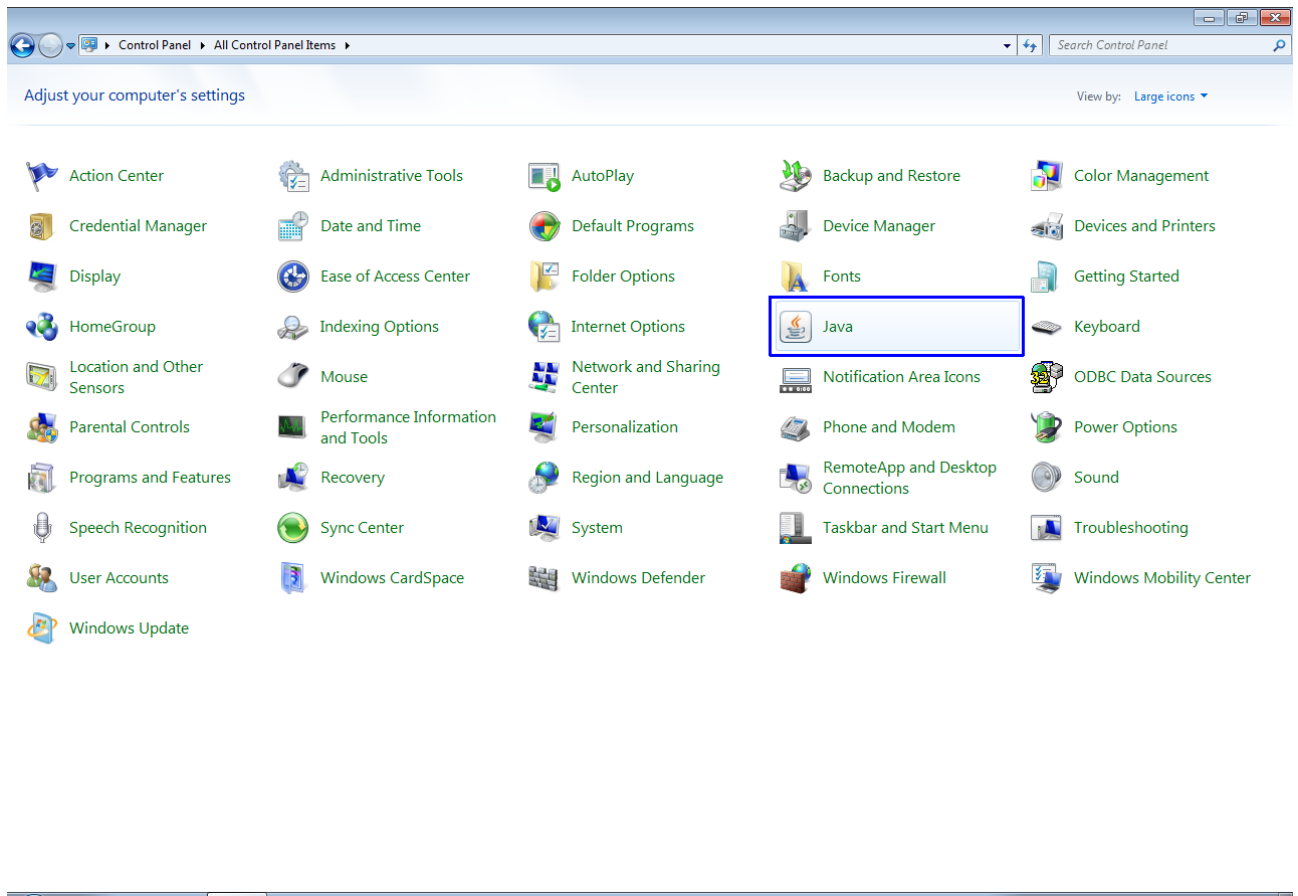 Control Panel All Control Panel Items
Search Control Panel
Adjust your computer's settings
View by: Large icons
Action Center
Administrative Tools
AutoPlay
Backup and Restore
Color Management
Credential Manager
Date and Time
Default Programs
Device Manager
Devices and Printers
Display
Ease of Access Center
Folder Options
Fonts
Getting Started
HomeGroup
Indexing Options
Internet Options
Java
Keyboard
Location and Other
Sensors
Mouse
Network and Sharing
Center
Notification Area Icons
32
ODBC Data Sources
Parental Controls
Performance Information
and Tools
Personalization
Phone and Modem
Power Options
Programs and Features
Recovery
Region and Language
RemoteApp and Desktop
Connections
Sound
Speech Recognition
Sync Center
System
Taskbar and Start Menu
Troubleshooting
User Accounts
Windows CardSpace
Windows Defender
Windows Firewall
Windows Mobility Center
Windows Update